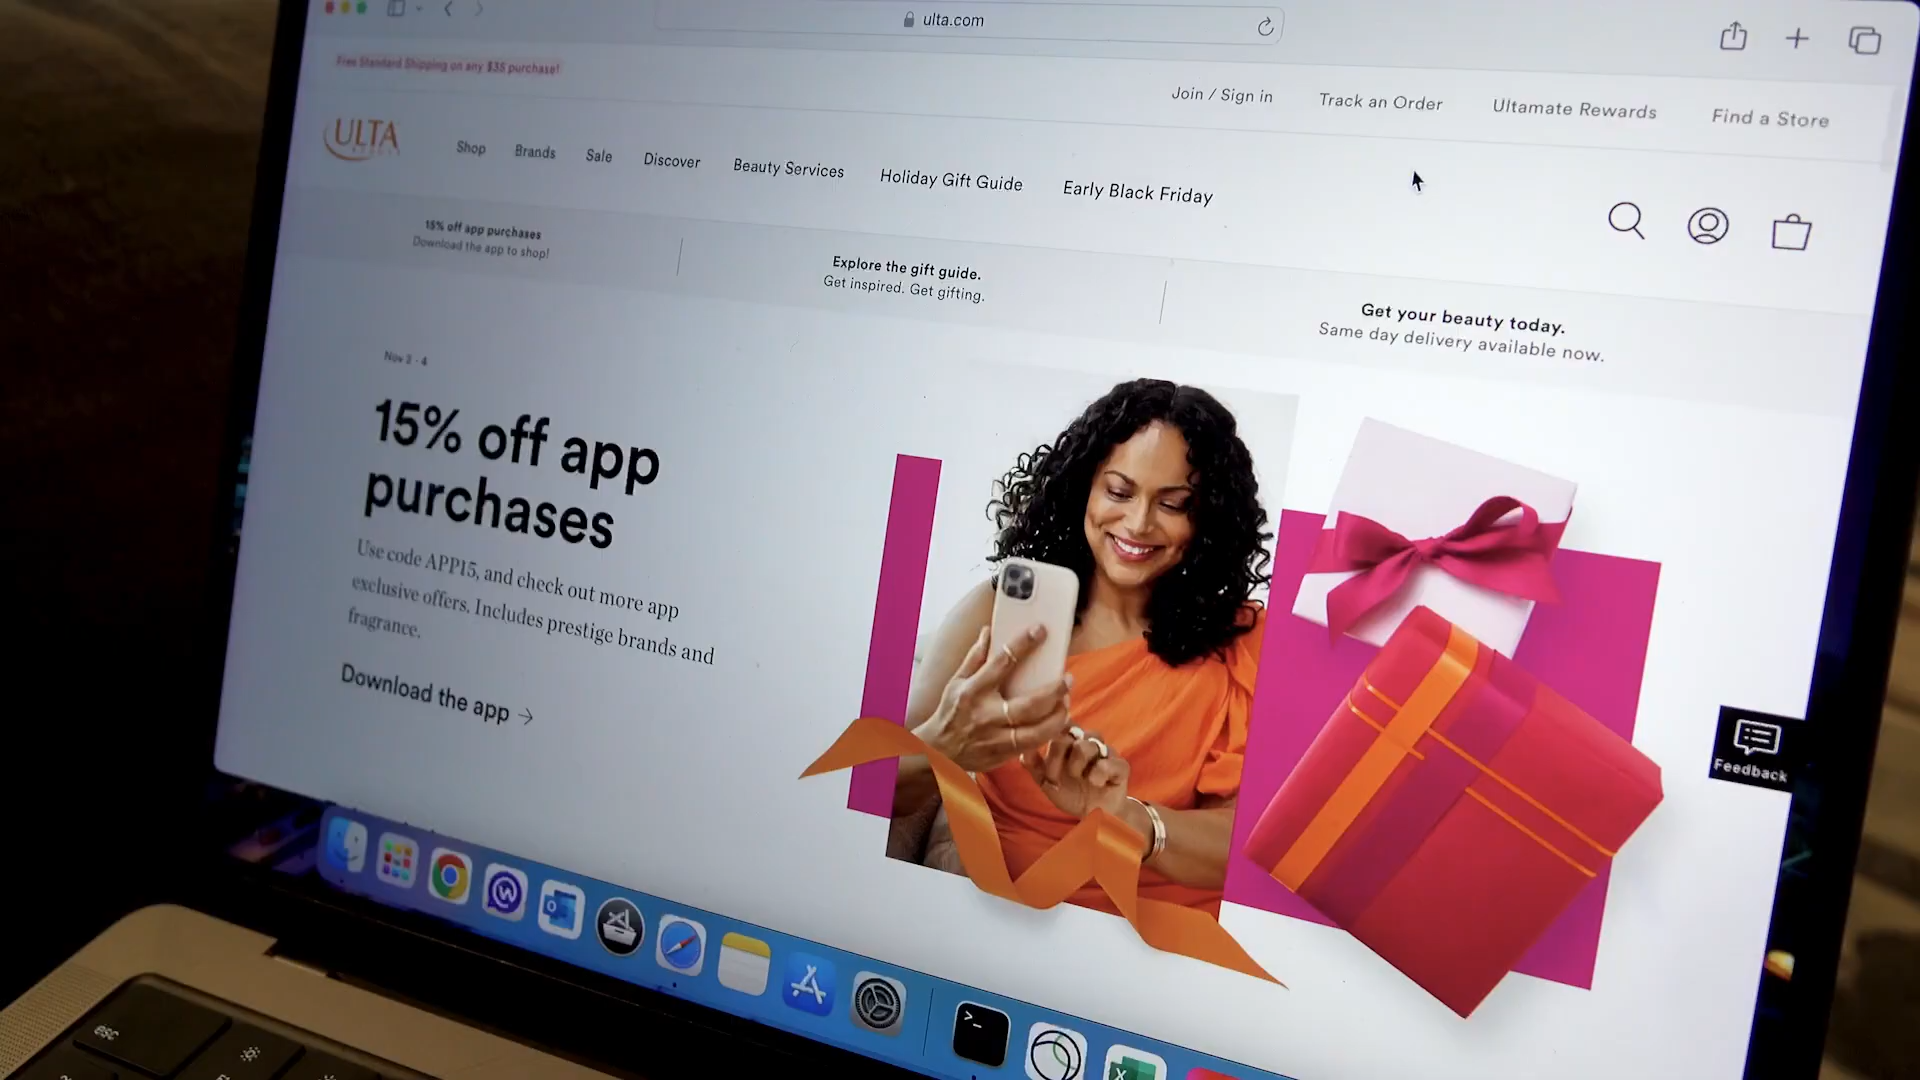 ulta.com
Free Standard Shipping on any $35 purchase!
Join / Sign in
Track an Order
Ultamate Rewards
Find a Store
ULTA
Shop
Brands
Sale
Discover
Beauty Services
Holiday Gift Guide
Early Black Friday
15% off app purchases
Download the app to shop!
Explore the gift guide.
Get inspired. Get gifting.
Get your beauty today.
Same day delivery available now.
Nov 2 - 4
15% off app
purchases
Use code APP15, and check out more app
exclusive offers. Includes prestige brands and
fragrance.
Download the app →
Feedback
esc